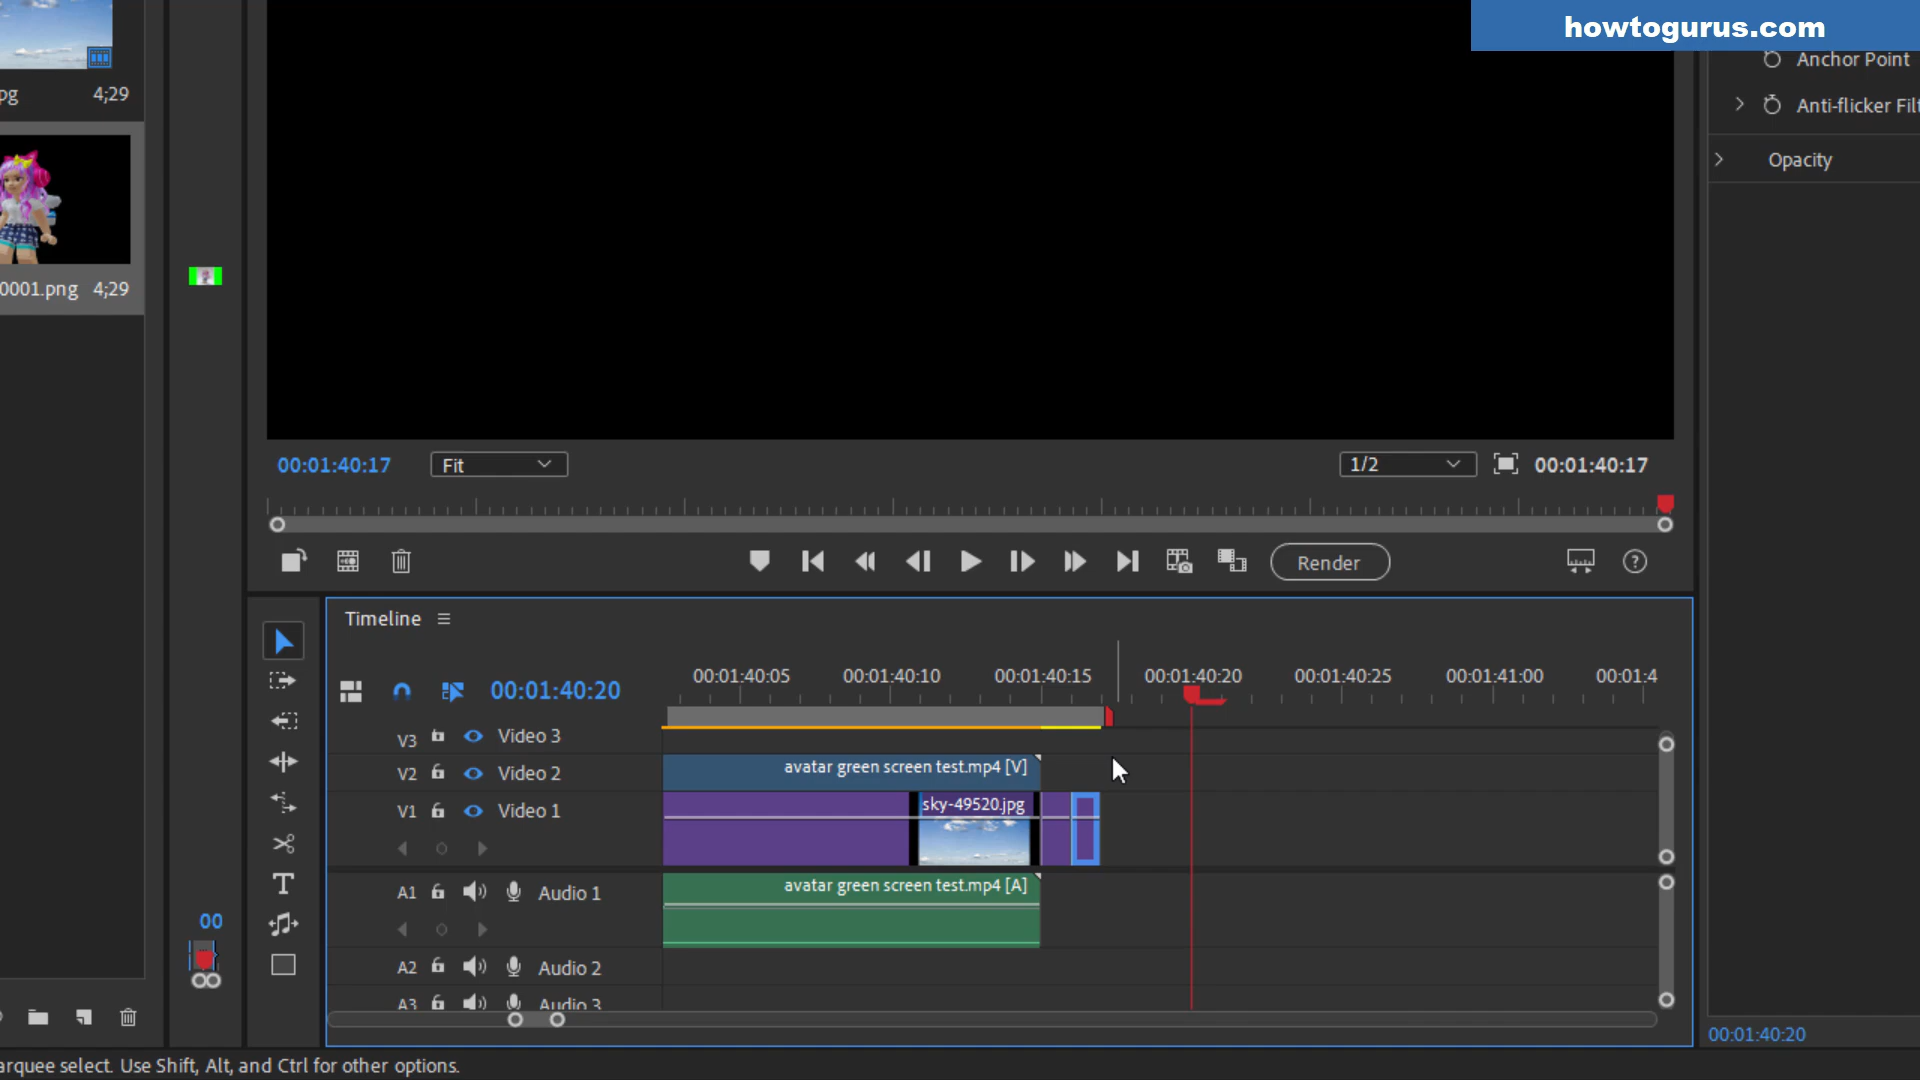 howtogurus.com
Anchor Point
Anti-flicker Filt
Opacity
pg 4;29
0001.png 4;29
00:01:40:17 Fit 1/2 00:01:40:17
Render
Timeline
00:01:40:20
00:01:40:05 00:01:40:10 00:01:40:15 00:01:40:20 00:01:40:25 00:01:41:00 00:01:4
V3 Video 3
V2 Video 2
avatar green screen test.mp4 [V]
V1 Video 1
sky-49520.jpg
A1 Audio 1
avatar green screen test.mp4 [A]
A2 Audio 2
A3 Audio 3
00
00:01:40:20
arquee select. Use Shift, Alt, and Ctrl for other options.